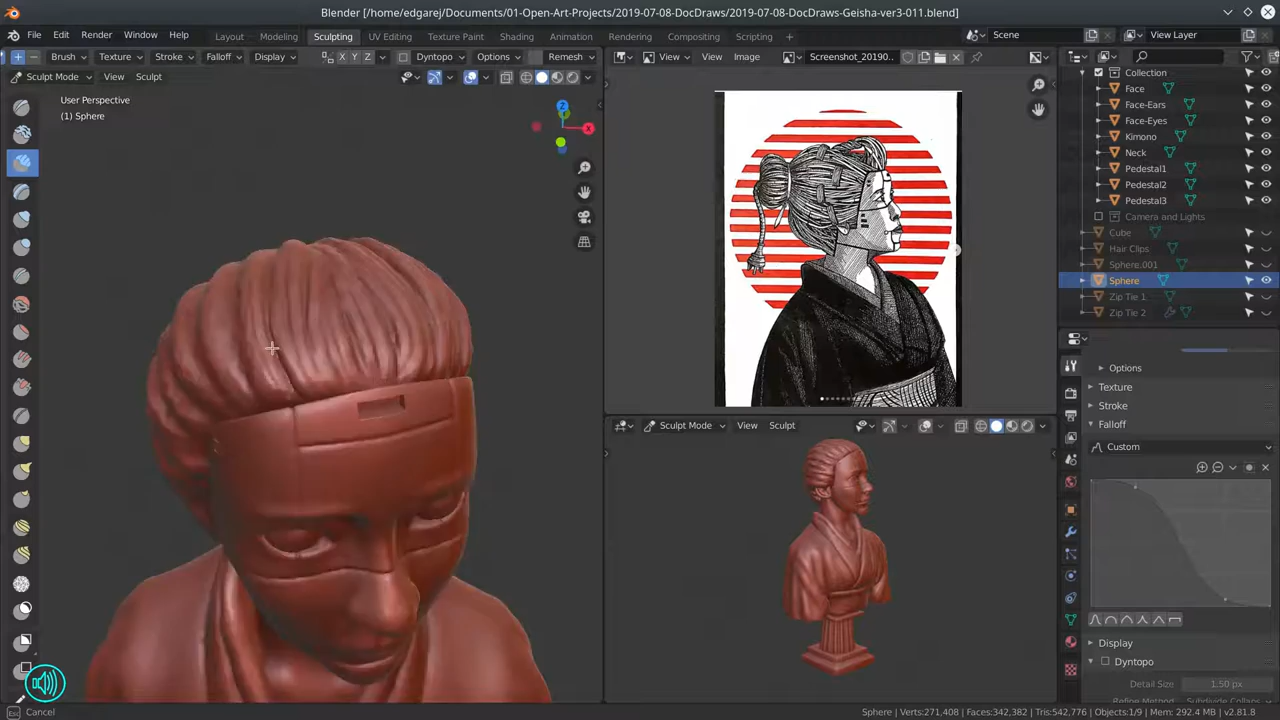 Blender [/home/edgarej/Documents/01-Open-Art-Projects/2019-07-08-DocDraws/2019-07-08-DocDraws-Geisha-ver3-011.blend]
File Edit Render Window Help Layout Modeling Sculpting UV Editing Texture Paint Shading Animation Rendering Compositing Scripting Scene View Layer
Brush Texture Stroke Falloff Display X Y Z Dyntopo Options Remesh View Image Screenshot_20190..
Sculpt Mode View Sculpt
User Perspective
(1) Sphere
Z
X
Collection
Face
Face-Ears
Face-Eyes
Kimono
Neck
Pedestal1
Pedestal2
Pedestal3
Camera and Lights
Cube
Hair Clips
Sphere.001
Sphere
Zip Tie 1
Zip Tie 2
Sculpt Mode View Sculpt
Options
Texture
Stroke
Falloff
Custom
Display
Dyntopo
Detail Size 1.50 px
Refine Method Subdivide Collaps
Cancel
Sphere | Verts:271,408 | Faces:342,382 | Tris:542,776 | Objects:1/9 | Mem: 292.4 MB | v2.81.8